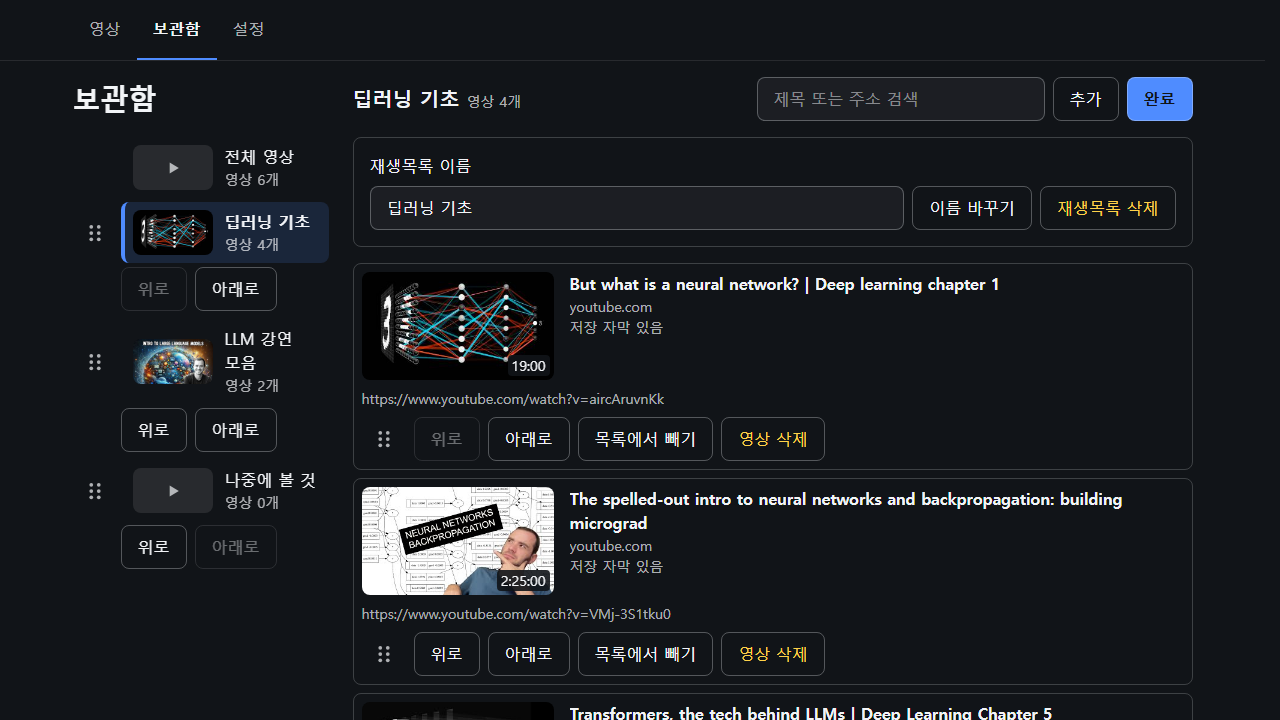 영상 보관함 설정
보관함
전체 영상
영상 6개
딥러닝 기초
영상 4개
위로 아래로
INTRO TO LARGE LANGUAGE MODELS
LLM 강연
모음
영상 2개
위로 아래로
나중에 볼 것
영상 0개
위로 아래로
딥러닝 기초 영상 4개
제목 또는 주소 검색
추가
완료
재생목록 이름
딥러닝 기초
이름 바꾸기
재생목록 삭제
3
19:00
But what is a neural network? | Deep learning chapter 1
youtube.com
저장 자막 있음
https://www.youtube.com/watch?v=aircAruvnKk
위로 아래로 목록에서 빼기 영상 삭제
NEURAL NETWORKS
BACKPROPAGATION
2:25:00
The spelled-out intro to neural networks and backpropagation: building
micrograd
youtube.com
저장 자막 있음
https://www.youtube.com/watch?v=VMj-3S1tku0
위로 아래로 목록에서 빼기 영상 삭제
Transformers, the tech behind LLMs | Deep Learning Chapter 5